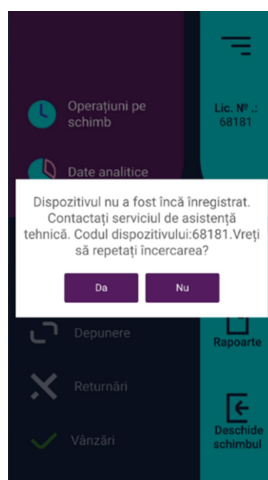 Operațiuni pe
schimb
Lic. Nº .:
68181
Date analitice
Dispozitivul nu a fost încă înregistrat.
Contactați serviciul de asistență
tehnică. Codul dispozitivului:68181.Vreți
să repetați încercarea?
Da
Nu
Depunere
Rapoarte
Returnări
Vânzări
Deschide
schimbul